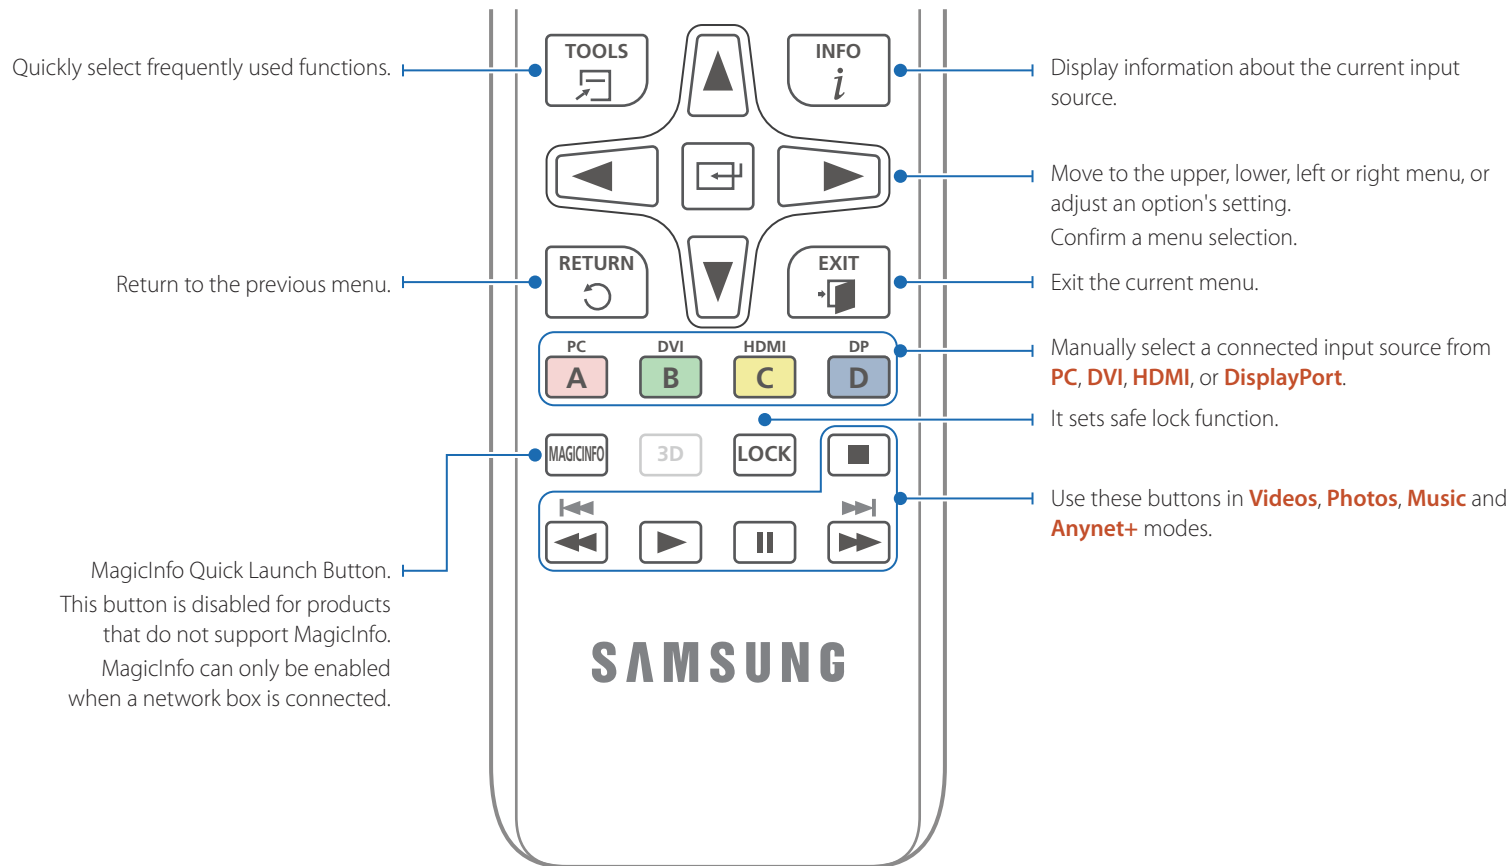 TOOLS
INFO
i
Quickly select frequently used functions.
Display information about the current input
source.
Move to the upper, lower, left or right menu, or
adjust an option's setting.
Confirm a menu selection.
RETURN
EXIT
Return to the previous menu.
Exit the current menu.
PC DVI HDMI DP
A B C D
Manually select a connected input source from
PC, DVI, HDMI, or DisplayPort.
It sets safe lock function.
MAGICINFO 3D LOCK
Use these buttons in Videos, Photos, Music and
Anynet+ modes.
MagicInfo Quick Launch Button.
This button is disabled for products
that do not support MagicInfo.
MagicInfo can only be enabled
when a network box is connected.
SAMSUNG